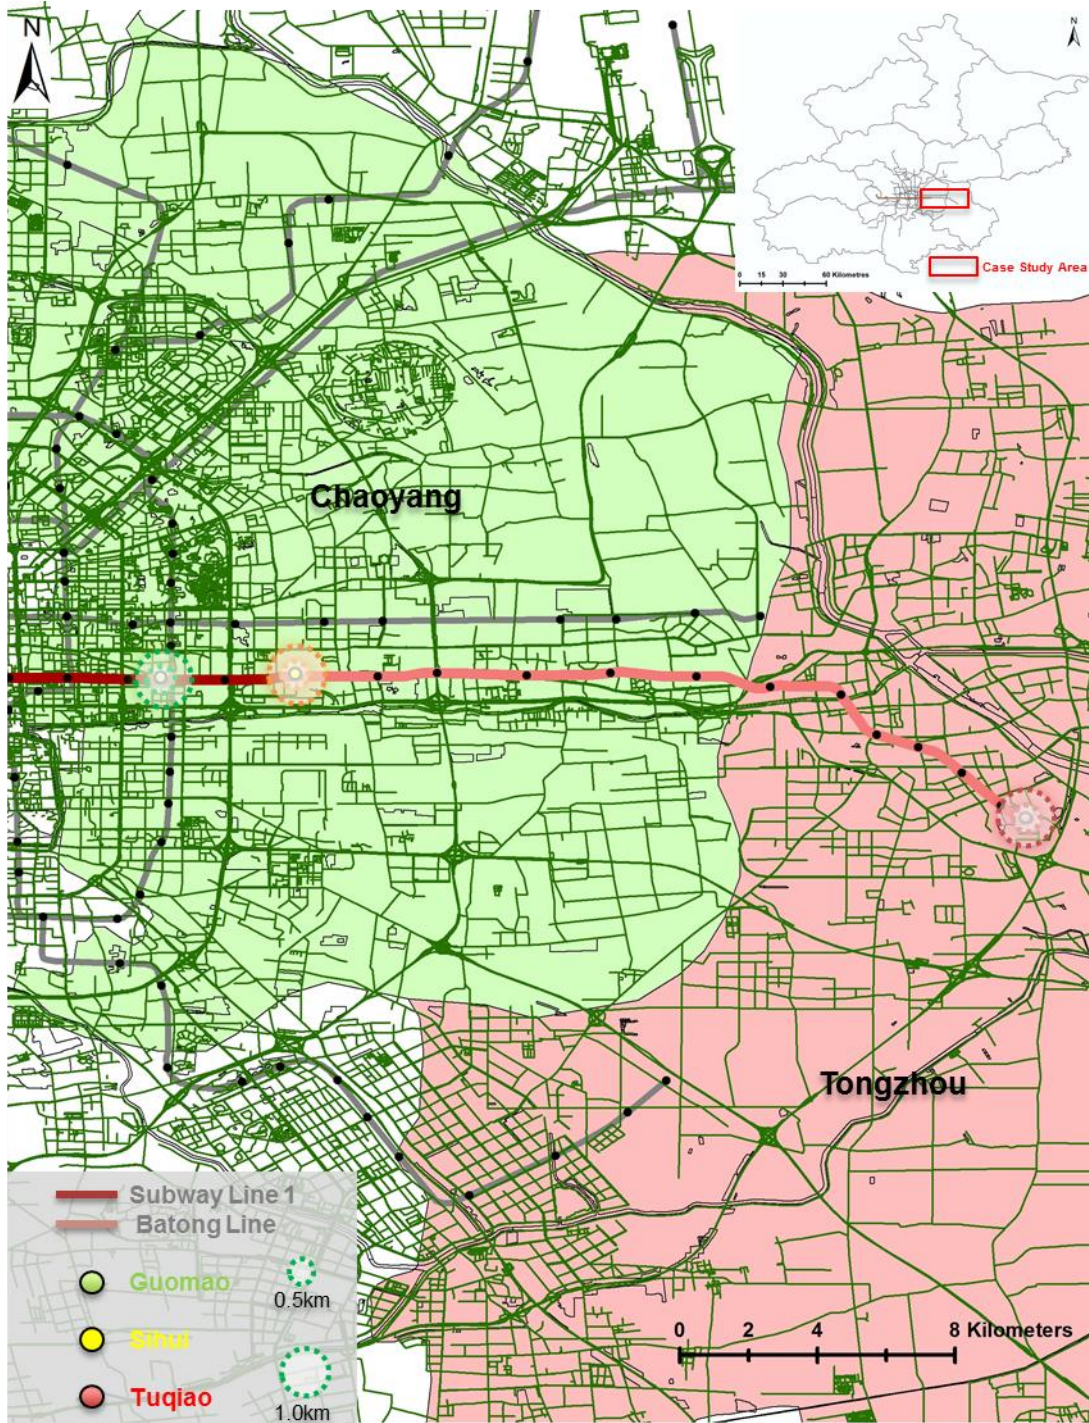 N
N
0 15 30 60 Kilometres
Case Study Area
Chaoyang
Tongzhou
Subway Line 1
Batong Line
Guomao
0.5km
Sihui
Tuqiao
1.0km
0 2 4 8 Kilometers